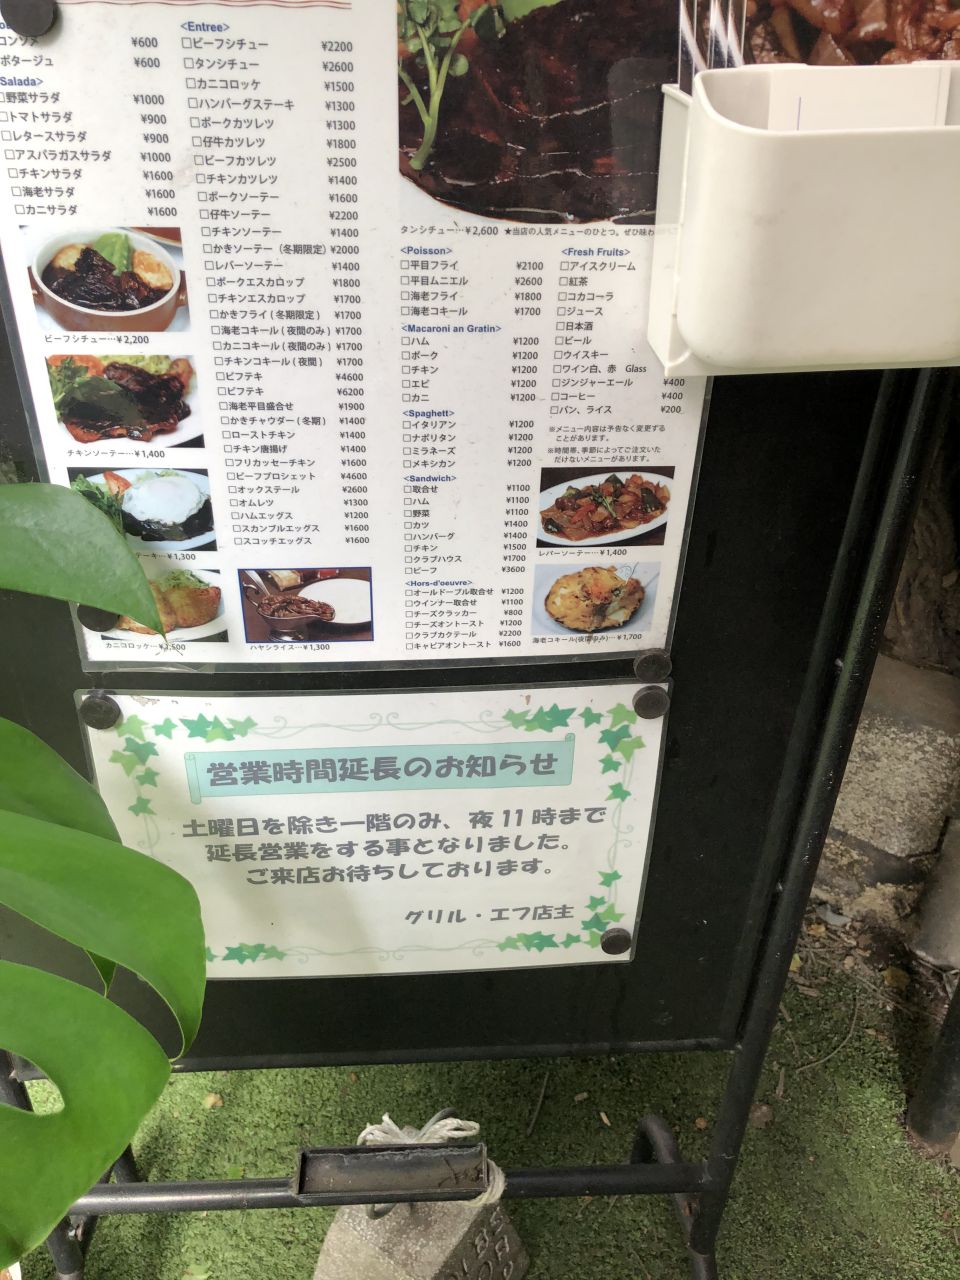 コンソメ ¥600
ポタージュ ¥600
Salada>
□野菜サラダ ¥1000
□トマトサラダ ¥900
□レタースサラダ ¥900
□アスパラガスサラダ ¥1000
□チキンサラダ ¥1600
□海老サラダ ¥1600
□カニサラダ ¥1600
ビーフシチュー…¥2,200
チキンソーテー…¥1,400
テーキ…¥1,300
カニコロッケ…¥1,500
<Entree>
□ビーフシチュー ¥2200
□タンシチュー ¥2600
□カニコロッケ ¥1500
□ハンバーグステーキ ¥1300
□ポークカツレツ ¥1300
□仔牛カツレツ ¥1800
□ビーフカツレツ ¥2500
□チキンカツレツ ¥1400
□ポークソーテー ¥1600
□仔牛ソーテー ¥2200
□チキンソーテー ¥1400
□かきソーテー（冬期限定）¥2000
□レバーソーテー ¥1400
□ポークエスカロップ ¥1800
□チキンエスカロップ ¥1700
□かきフライ(冬期限定) ¥1700
□海老コキール(夜間のみ) ¥1700
□カニコキール(夜間のみ) ¥1700
□チキンコキール(夜間) ¥1700
□ビフテキ ¥4600
□ビフテキ ¥6200
□海老平目盛合せ ¥1900
□かきチャウダー(冬期) ¥1400
□ローストチキン ¥1400
□チキン唐揚げ ¥1400
□フリカッセーチキン ¥1600
□ビーフブロシェット ¥4600
□オックステール ¥2600
□オムレツ ¥1300
□ハムエッグス ¥1200
□スカンブルエッグス ¥1600
□スコッチエッグス ¥1600
ハヤシライス…¥1,300
タンシチュー…¥2,600 ★当店の人気メニューのひとつ。ぜひ味わ
<Poisson>
□平目フライ ¥2100
□平目ムニエル ¥2600
□海老フライ ¥1800
□海老コキール ¥1700
<Macaroni an Gratin>
□ハム ¥1200
□ポーク ¥1200
□チキン ¥1200
□エビ ¥1200
□カニ ¥1200
<Spaghett>
□イタリアン ¥1200
□ナポリタン ¥1200
□ミラネーズ ¥1200
□メキシカン ¥1200
<Sandwich>
□取合せ ¥1100
□ハム ¥1100
□野菜 ¥1100
□カツ ¥1400
□ハンバーグ ¥1400
□チキン ¥1500
□クラブハウス ¥1700
□ビーフ ¥3600
<Hors-d'oeuvre>
□オールドーブル取合せ ¥1200
□ウインナー取合せ ¥1100
□チーズクラッカー ¥800
□チーズオントースト ¥1200
□クラブカクテール ¥2200
□キャビアオントースト ¥1600
<Fresh Fruits>
□アイスクリーム
□紅茶
□コカコーラ
□ジュース
□日本酒
□ビール
□ウイスキー
□ワイン白、赤 Glass
□ジンジャーエール ¥400
□コーヒー ¥400
□パン、ライス ¥200
※メニュー内容は予告なく変更する
ことがあります。
※時間帯、季節によってご注文いた
だけないメニューがあります。
レバーソーテー…¥1,400
海老コキール(夜間のみ)…¥1,700
営業時間延長のお知らせ
土曜日を除き一階のみ、夜11時まで
延長営業をする事となりました。
ご来店お待ちしております。
グリル・エフ店主